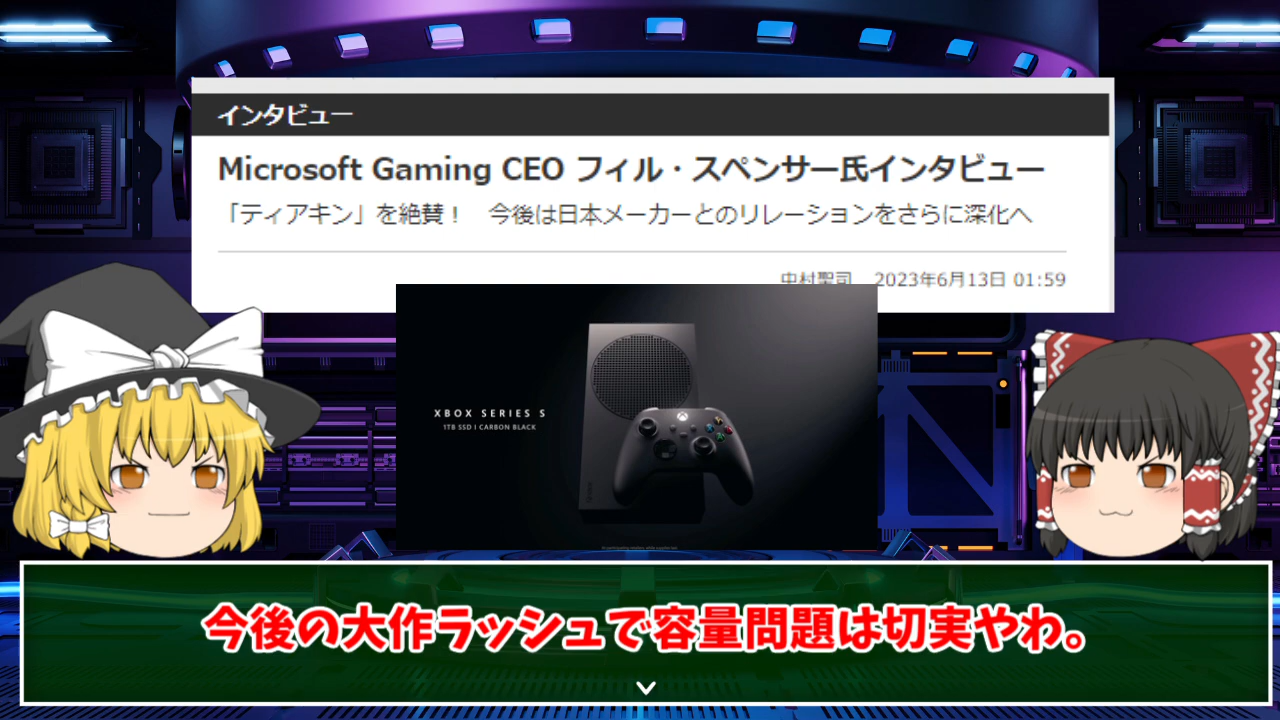 インタビュー
Microsoft Gaming CEO フィル・スペンサー氏インタビュー
「ティアキン」を絶賛！　今後は日本メーカーとのリレーションをさらに深化へ
中村聖司　2023年6月13日 01:59
XBOX SERIES S
1TB SSD | CARBON BLACK
今後の大作ラッシュで容量問題は切実やわ。